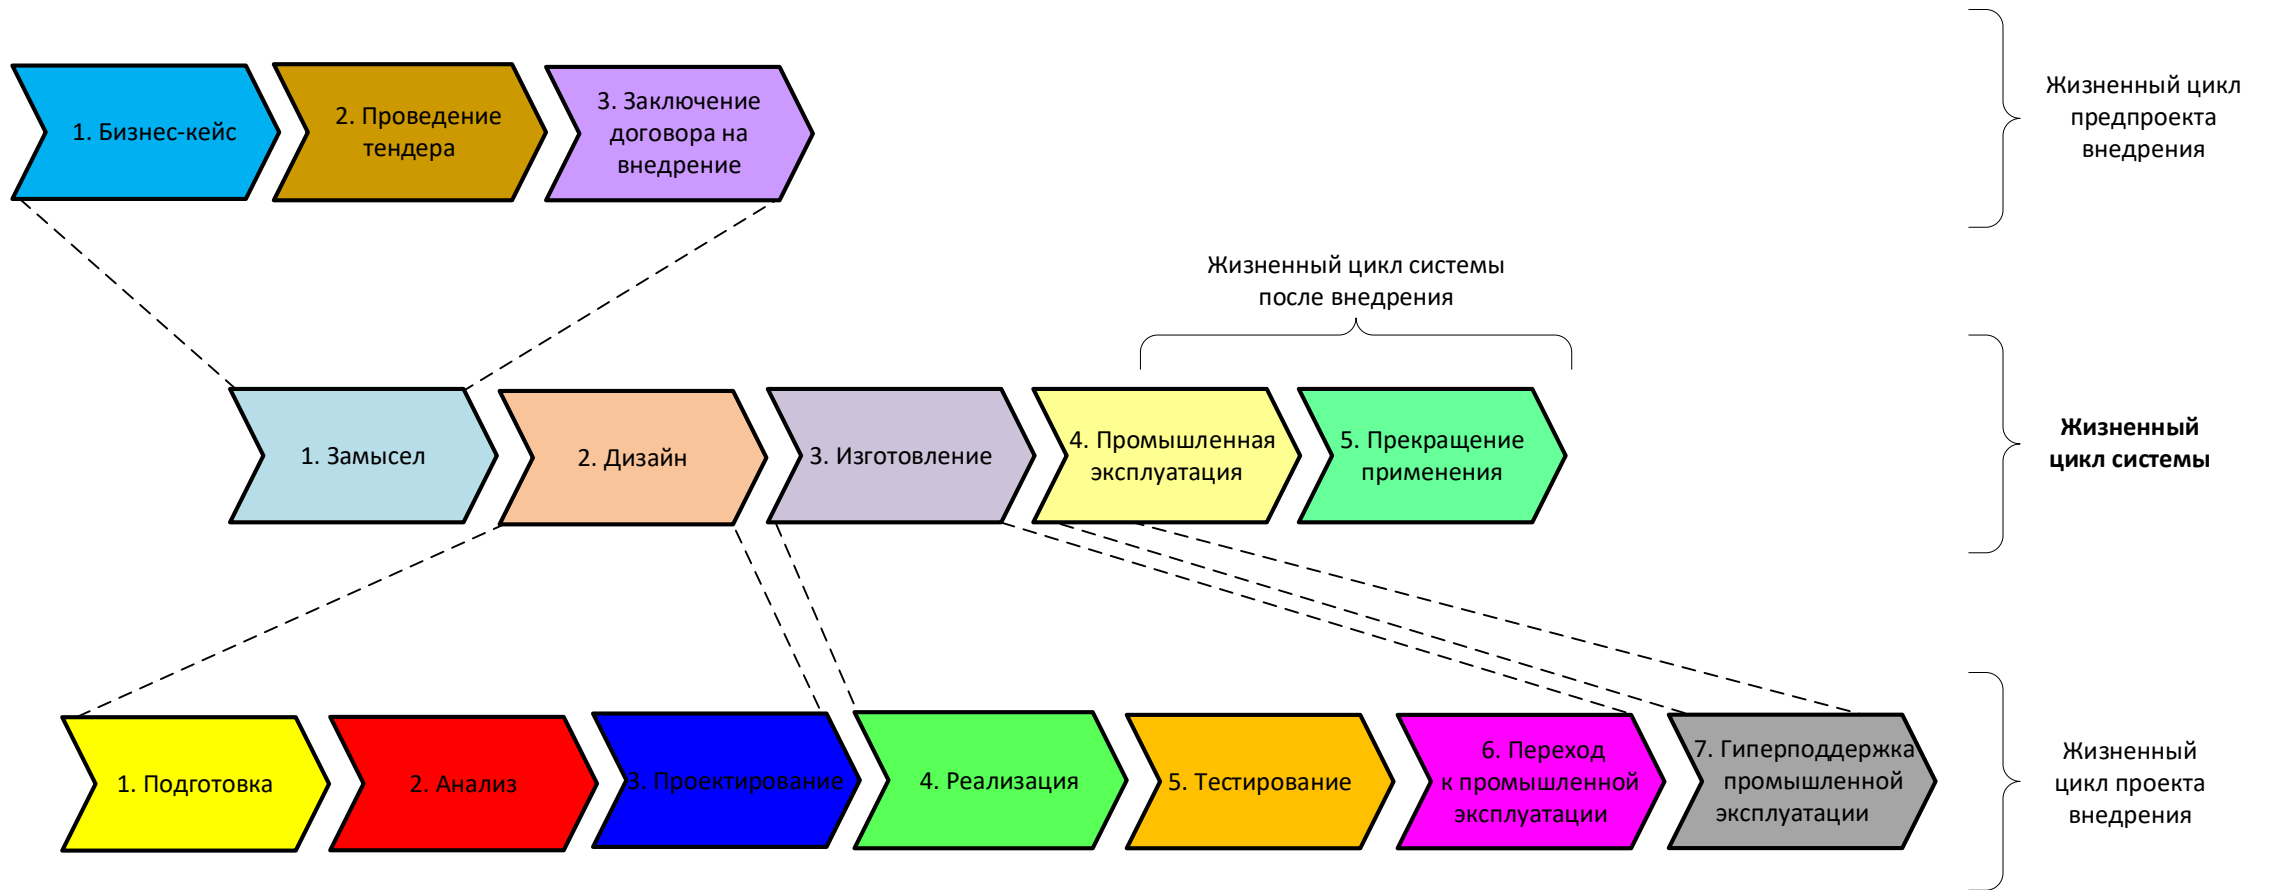 1. Бизнес-кейс
2. Проведение
тендера
3. Заключение
договора на
внедрение
Жизненный цикл
предпроекта
внедрения
Жизненный цикл системы
после внедрения
1. Замысел
2. Дизайн
3. Изготовление
4. Промышленная
эксплуатация
5. Прекращение
применения
Жизненный
цикл системы
1. Подготовка
2. Анализ
3. Проектирование
4. Реализация
5. Тестирование
6. Переход
к промышленной
эксплуатации
7. Гиперподдержка
промышленной
эксплуатации
Жизненный
цикл проекта
внедрения